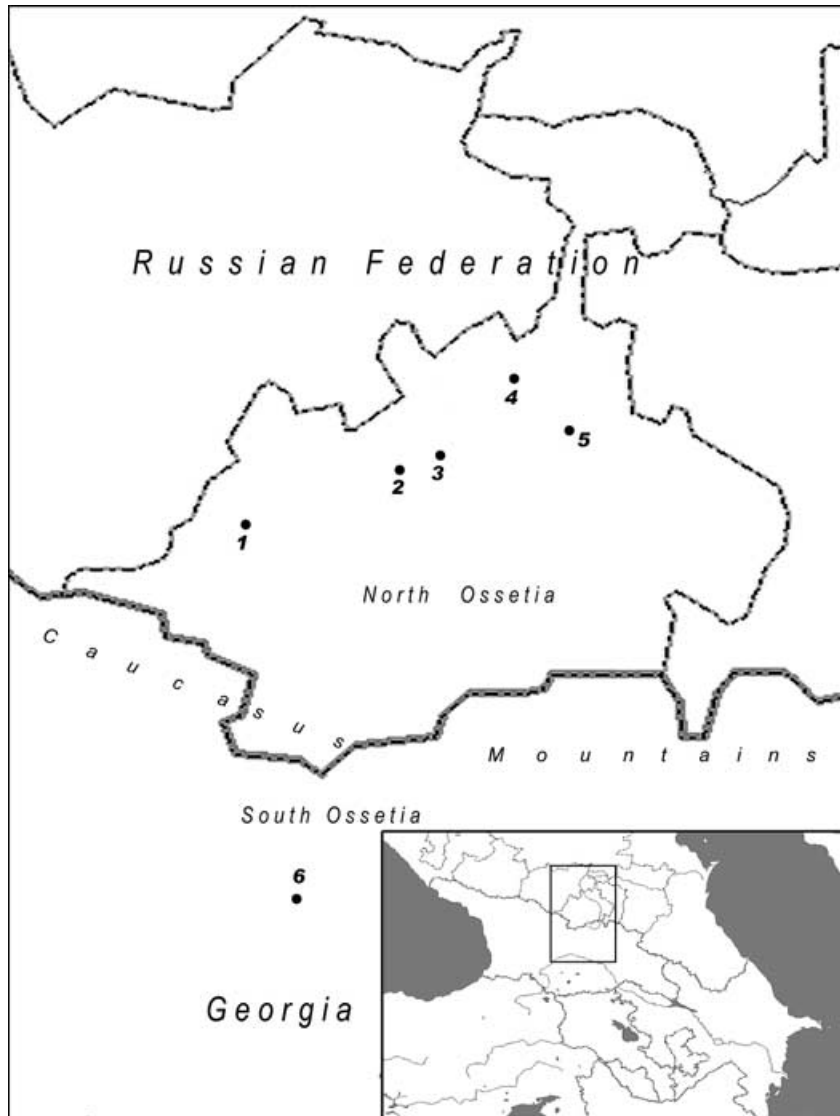 Russian Federation
4
5
3
2
1
North Ossetia
Caucasus
Mountains
South Ossetia
6
Georgia